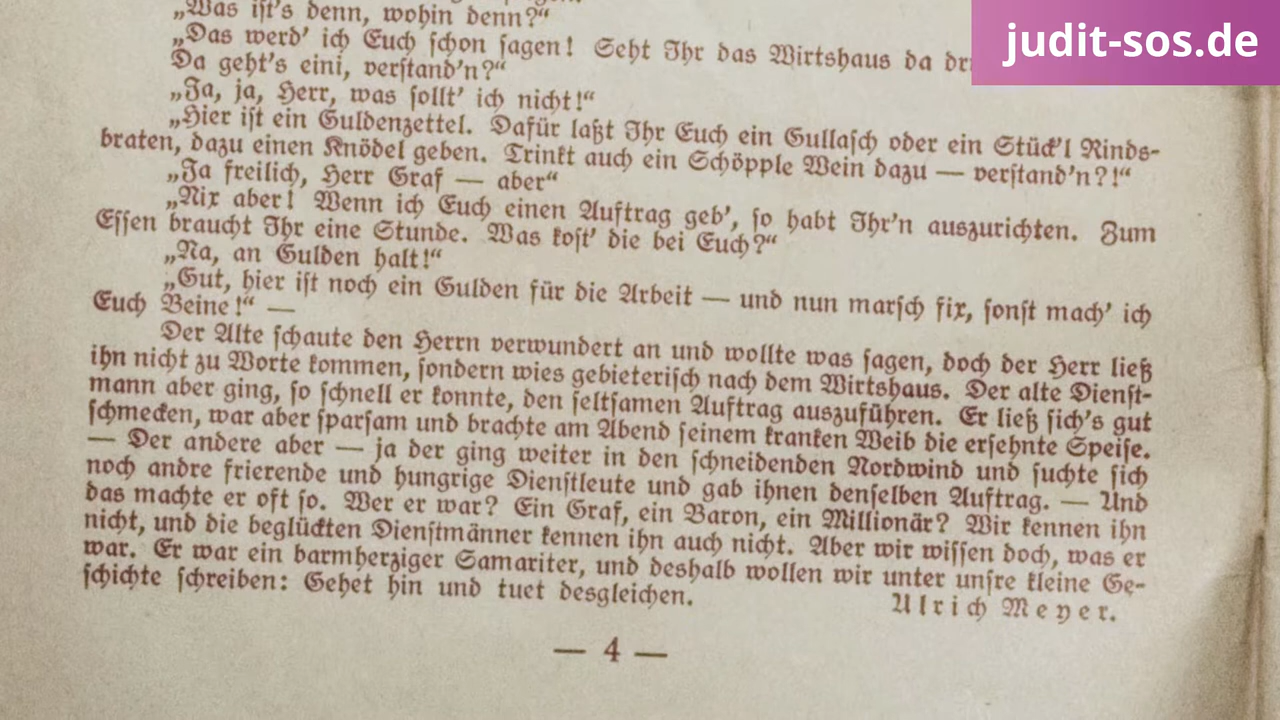 „Was ist's denn, wohin denn?“
„Das werd' ich Euch schon sagen! Seht Ihr das Wirtshaus da
Da geht's eini, verstand'n?“
„Ja, ja, Herr, was sollt' ich nicht!“
„Hier ist ein Guldenzettel. Dafür laßt Ihr Euch ein Gullasch oder ein Stück'l Rinds-
braten, dazu einen Knödel geben. Trinkt auch ein Schöpple Wein dazu — verstand'n?!“
„Ja freilich, Herr Graf — aber“
„Nix aber! Wenn ich Euch einen Auftrag geb', so habt Ihr'n auszurichten. Zum
Essen braucht Ihr eine Stunde. Was kost' die bei Euch?“
„Na, an Gulden halt!“
„Gut, hier ist noch ein Gulden für die Arbeit — und nun marsch fix, sonst mach' ich
Euch Beine!“ —
Der Alte schaute den Herrn verwundert an und wollte was sagen, doch der Herr ließ
ihn nicht zu Worte kommen, sondern wies gebieterisch nach dem Wirtshaus. Der alte Dienst-
mann aber ging, so schnell er konnte, den seltsamen Auftrag auszuführen. Er ließ sich's gut
schmecken, war aber sparsam und brachte am Abend seinem kranken Weib die ersehnte Speise.
— Der andere aber — ja der ging weiter in den schneidenden Nordwind und suchte sich
noch andre frierende und hungrige Dienstleute und gab ihnen denselben Auftrag. — Und
das machte er oft so. Wer er war? Ein Graf, ein Baron, ein Millionär? Wir kennen ihn
nicht, und die beglückten Dienstmänner kennen ihn auch nicht. Aber wir wissen doch, was er
war. Er war ein barmherziger Samariter, und deshalb wollen wir unter unsre kleine Ge-
schichte schreiben: Gehet hin und tuet desgleichen.
Ulrich Meyer.
— 4 —
judit-sos.de